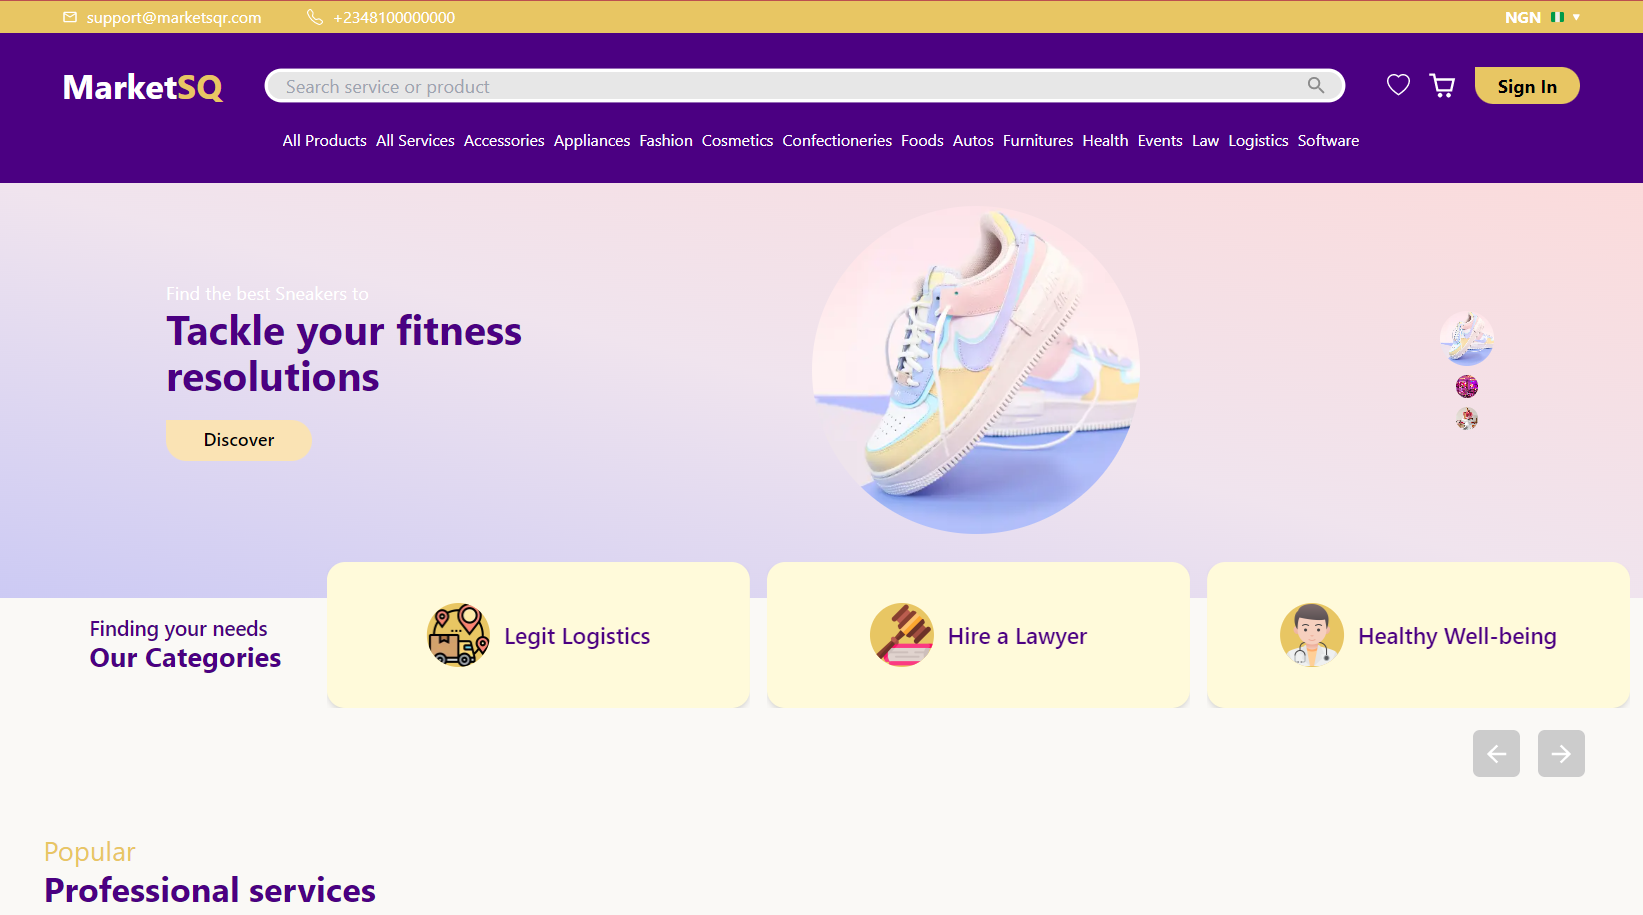 support@marketsqr.com +2348100000000 NGN
MarketSQ Search service or product Sign In
All Products All Services Accessories Appliances Fashion Cosmetics Confectioneries Foods Autos Furnitures Health Events Law Logistics Software
Find the best Sneakers to
Tackle your fitness
resolutions
Discover
Finding your needs
Our Categories
Legit Logistics
Hire a Lawyer
Healthy Well-being
Popular
Professional services